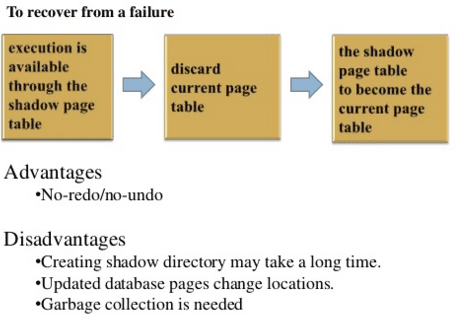 To recover from a failure
execution is
available
through the
shadow page
table
discard
current page
table
the shadow
page table
to become the
current page
table
Advantages
•No-redo/no-undo
Disadvantages
•Creating shadow directory may take a long time.
•Updated database pages change locations.
•Garbage collection is needed